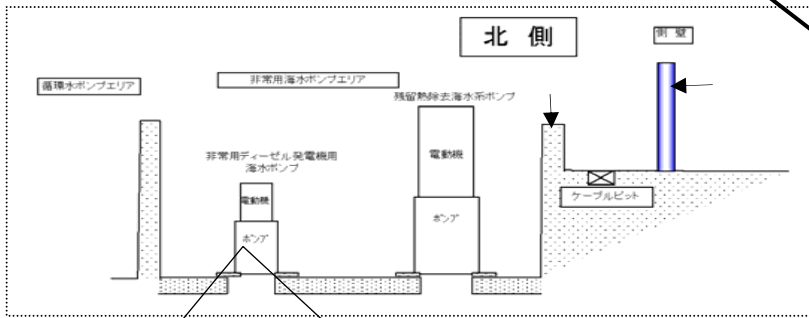 北 側
側 壁
循環水ポンプエリア
非常用海水ポンプエリア
残留熱除去海水系ポンプ
非常用ディーゼル発電機用
海水ポンプ
電動機
電動機
ポンプ
ポンプ
ケーブルピット